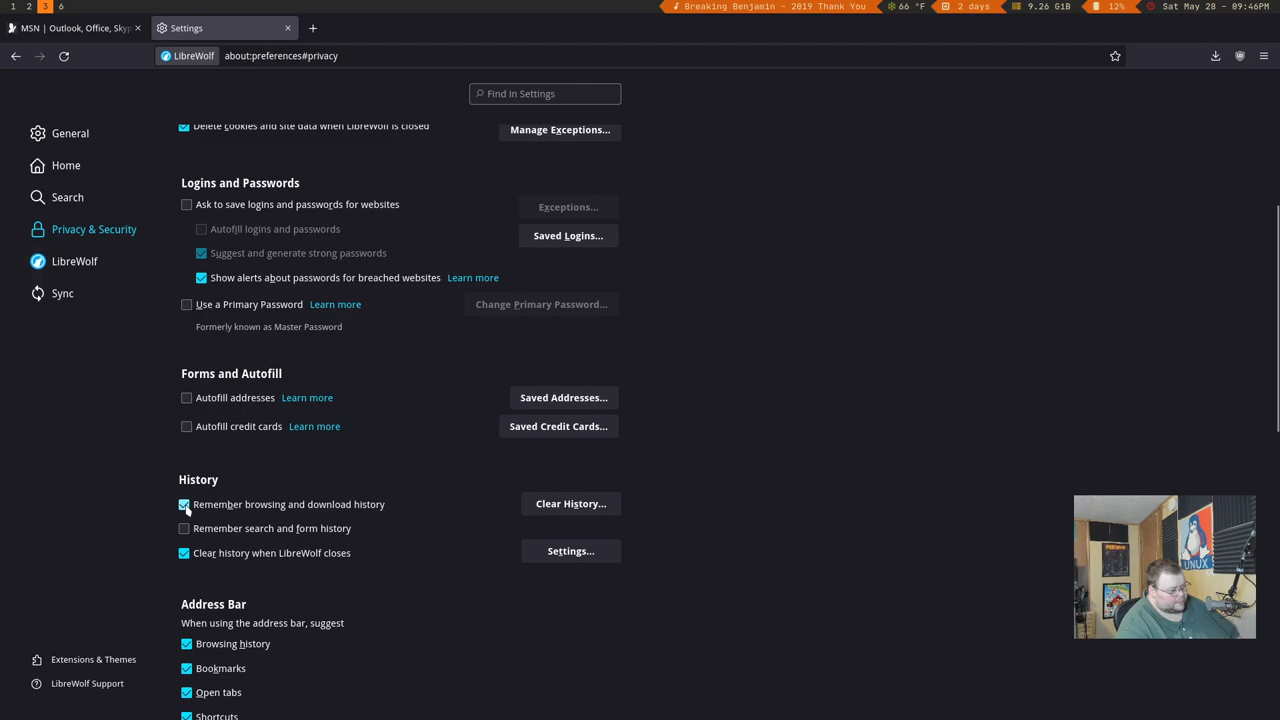 1 2 3 6
Breaking Benjamin - 2019 Thank You
66 °F
2 days
9.26 GiB
12%
Sat May 28 - 09:46PM
MSN | Outlook, Office, Skyp
Settings
LibreWolf
about:preferences#privacy
Find in Settings
General
Home
Search
Privacy & Security
LibreWolf
Sync
Delete cookies and site data when LibreWolf is closed
Manage Exceptions...
Logins and Passwords
Ask to save logins and passwords for websites
Exceptions...
Autofill logins and passwords
Saved Logins...
Suggest and generate strong passwords
Show alerts about passwords for breached websites Learn more
Use a Primary Password Learn more
Change Primary Password...
Formerly known as Master Password
Forms and Autofill
Autofill addresses Learn more
Saved Addresses...
Autofill credit cards Learn more
Saved Credit Cards...
History
Remember browsing and download history
Clear History...
Remember search and form history
Clear history when LibreWolf closes
Settings...
Address Bar
When using the address bar, suggest
Browsing history
Bookmarks
Open tabs
Shortcuts
Extensions & Themes
LibreWolf Support
LINUX